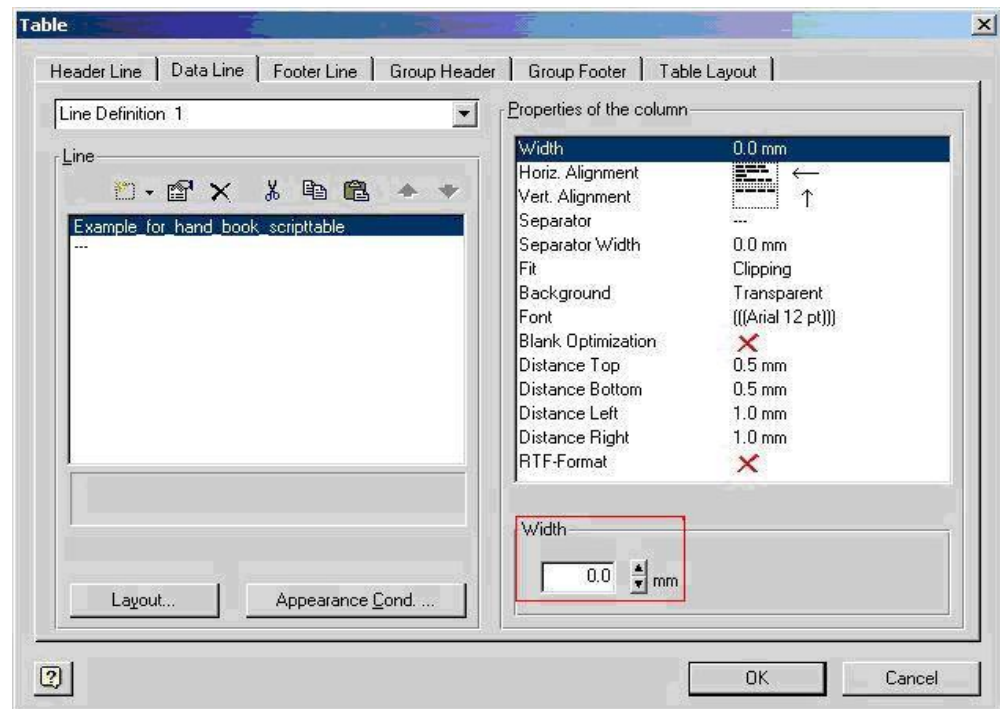 Table
Header Line Data Line Footer Line Group Header Group Footer Table Layout
Line Definition 1
Line
Example_for_hand_book_scripttable
---
Layout...
Appearance Cond. ...
Properties of the column
Width 0.0 mm
Horiz. Alignment
Vert. Alignment
Separator ---
Separator Width 0.0 mm
Fit Clipping
Background Transparent
Font (((Arial 12 pt)))
Blank Optimization
Distance Top 0.5 mm
Distance Bottom 0.5 mm
Distance Left 1.0 mm
Distance Right 1.0 mm
RTF-Format
Width
0.0 mm
OK
Cancel